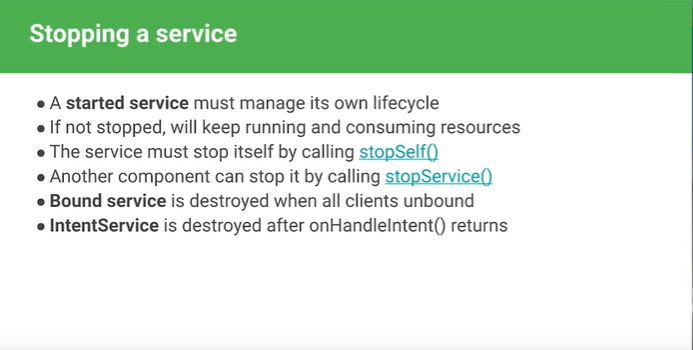 Stopping a service
● A started service must manage its own lifecycle
● If not stopped, will keep running and consuming resources
● The service must stop itself by calling stopSelf()
● Another component can stop it by calling stopService()
● Bound service is destroyed when all clients unbound
● IntentService is destroyed after onHandleIntent() returns